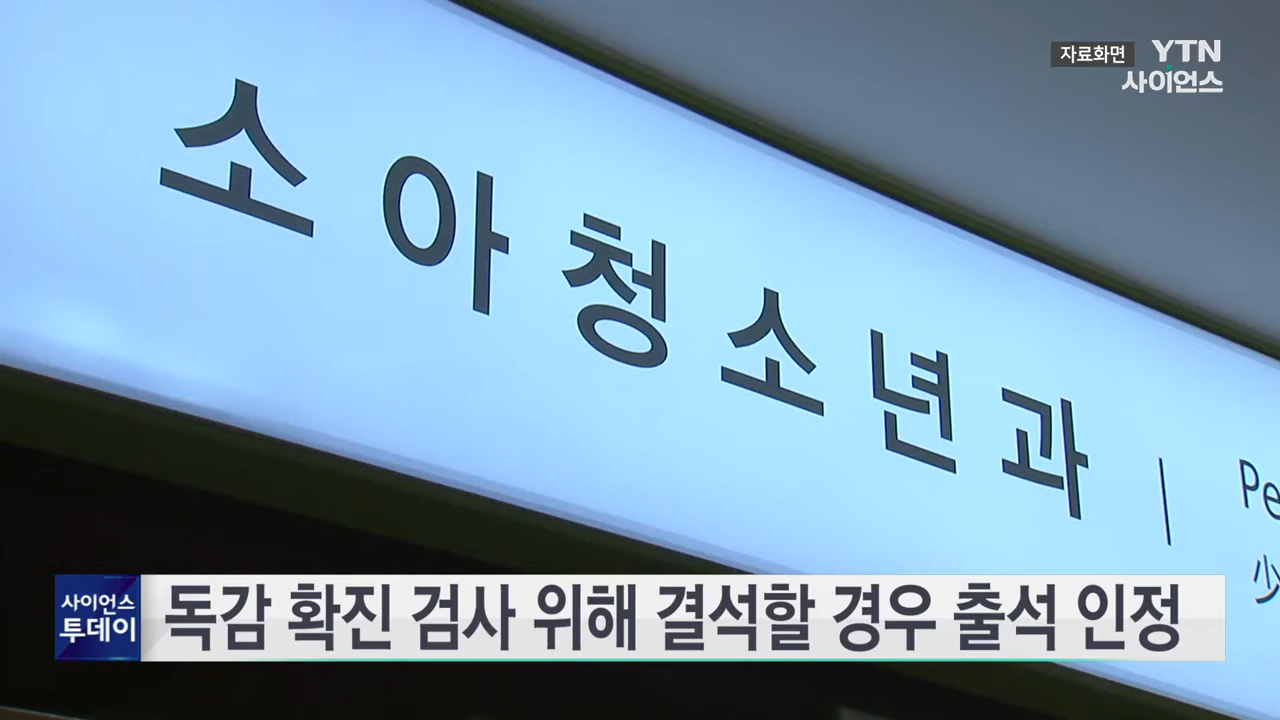 자료화면
YTN
사이언스
소아청소년과 | Pe
少
사이언스
투데이
독감 확진 검사 위해 결석할 경우 출석 인정